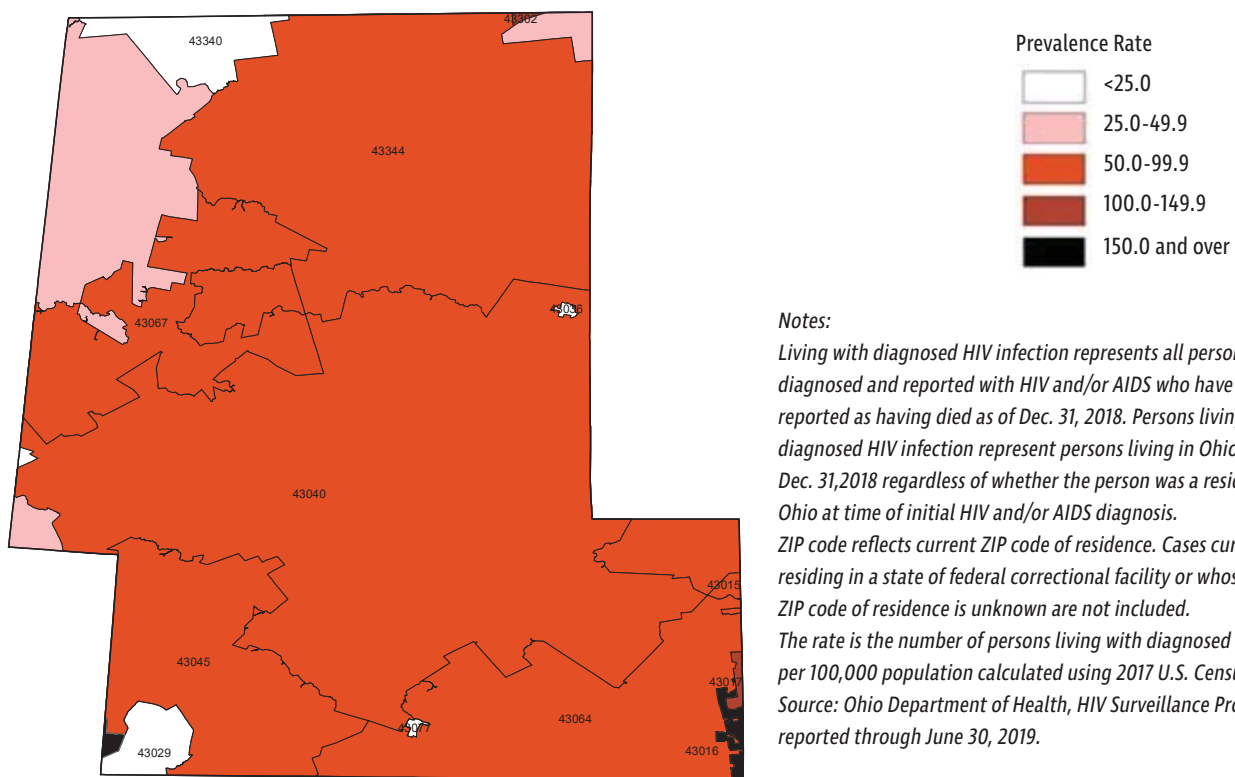 43302
43340
43344
43036
43067
43040
43015
43045
43017
43064
43077
43016
43029
Prevalence Rate
<25.0
25.0-49.9
50.0-99.9
100.0-149.9
150.0 and over
Notes:
Living with diagnosed HIV infection represents all person
diagnosed and reported with HIV and/or AIDS who have
reported as having died as of Dec. 31, 2018. Persons living
diagnosed HIV infection represent persons living in Ohio
Dec. 31,2018 regardless of whether the person was a resid
Ohio at time of initial HIV and/or AIDS diagnosis.
ZIP code reflects current ZIP code of residence. Cases cur
residing in a state of federal correctional facility or whos
ZIP code of residence is unknown are not included.
The rate is the number of persons living with diagnosed
per 100,000 population calculated using 2017 U.S. Censu
Source: Ohio Department of Health, HIV Surveillance Pro
reported through June 30, 2019.